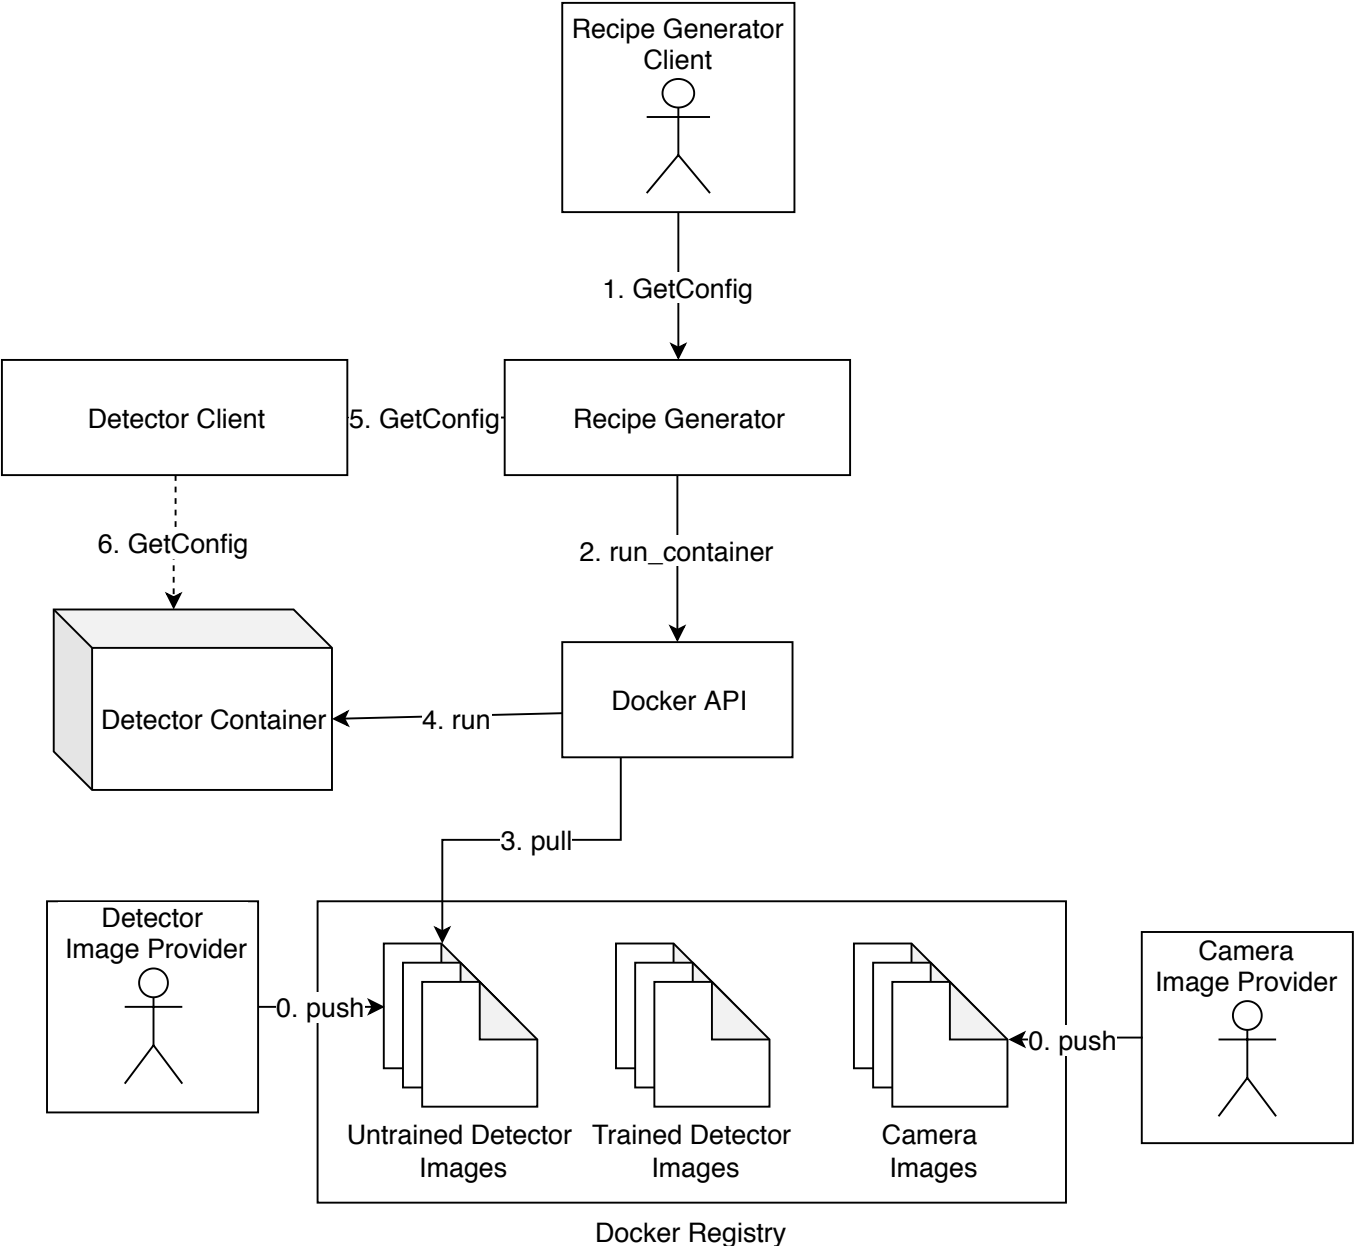 Recipe Generator
Client
1. GetConfig
Detector Client
5. GetConfig
Recipe Generator
6. GetConfig
2. run_container
Detector Container
4. run
Docker API
3. pull
Detector
Image Provider
0. push
Camera
Image Provider
0. push
Untrained Detector
Images
Trained Detector
Images
Camera
Images
Docker Registry